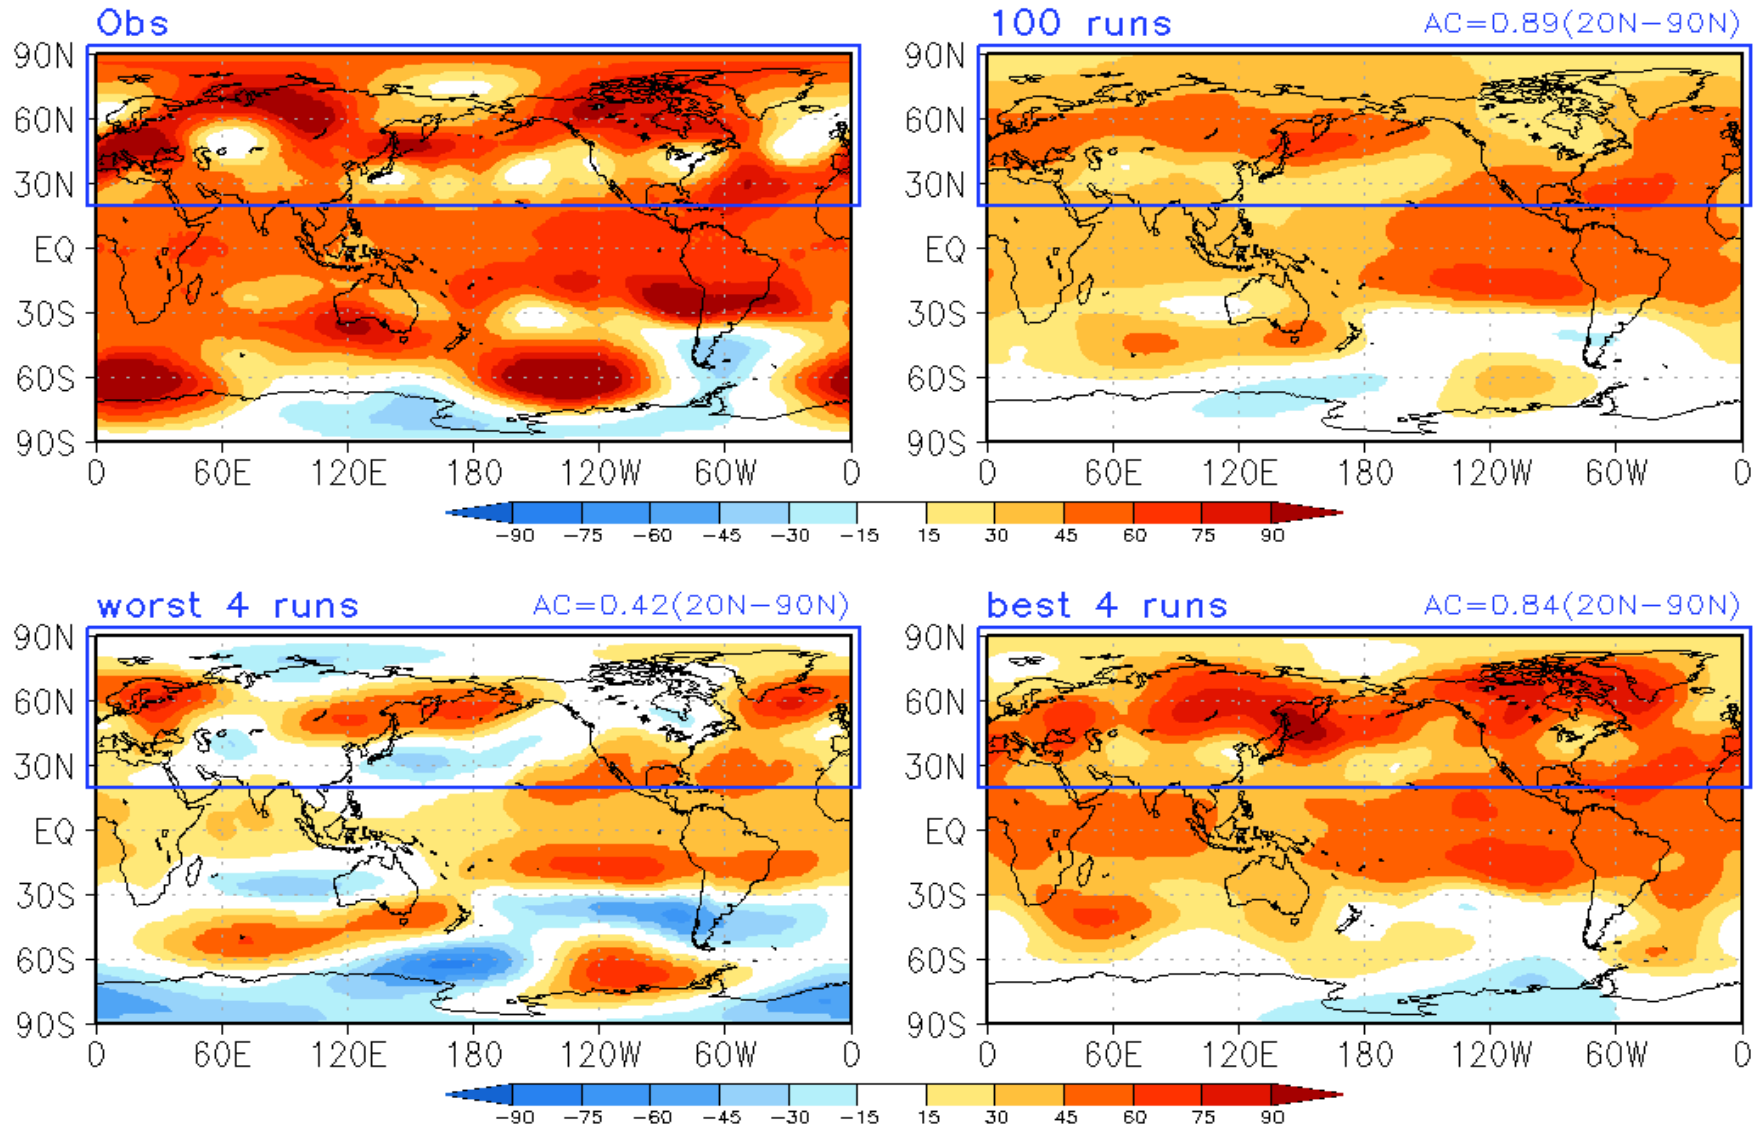 Obs
100 runs AC=0.89(20N−90N)
90N
60N
30N
EQ
30S
60S
90S
0 60E 120E 180 120W 60W 0
90N
60N
30N
EQ
30S
60S
90S
0 60E 120E 180 120W 60W 0
−90 −75 −60 −45 −30 −15 15 30 45 60 75 90
worst 4 runs AC=0.42(20N−90N)
best 4 runs AC=0.84(20N−90N)
90N
60N
30N
EQ
30S
60S
90S
0 60E 120E 180 120W 60W 0
90N
60N
30N
EQ
30S
60S
90S
0 60E 120E 180 120W 60W 0
−90 −75 −60 −45 −30 −15 15 30 45 60 75 90